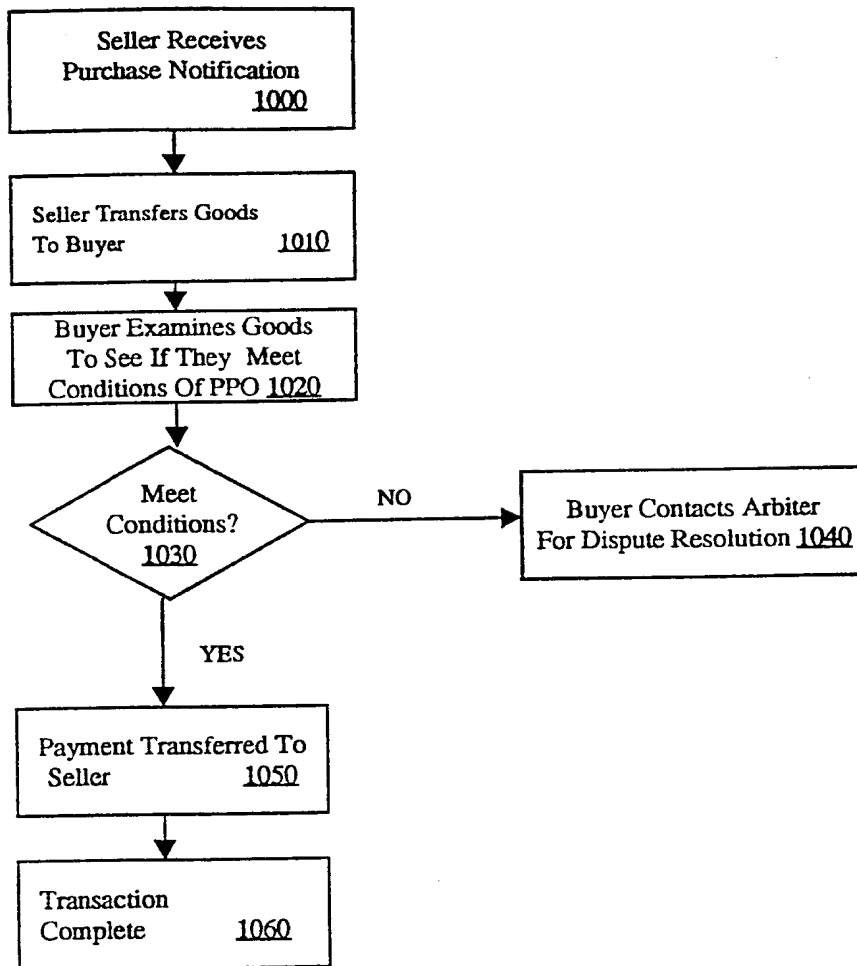 Seller Receives
Purchase Notification
1000
Seller Transfers Goods
To Buyer 1010
Buyer Examines Goods
To See If They Meet
Conditions Of PPO 1020
Meet
Conditions?
1030
NO
Buyer Contacts Arbiter
For Dispute Resolution 1040
YES
Payment Transferred To
Seller 1050
Transaction
Complete 1060